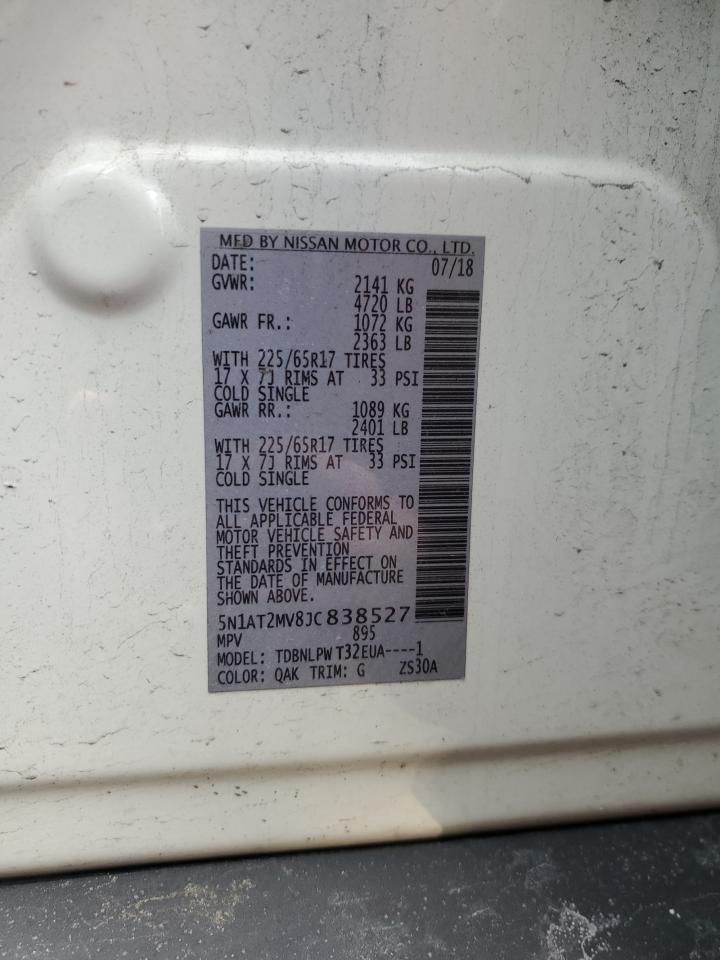 MFD BY NISSAN MOTOR CO., LTD.
DATE: 07/18
GVWR: 2141 KG
4720 LB
GAWR FR.: 1072 KG
2363 LB
WITH 225/65R17 TIRES
17 X 7J RIMS AT 33 PSI
COLD SINGLE
GAWR RR.: 1089 KG
2401 LB
WITH 225/65R17 TIRES
17 X 7J RIMS AT 33 PSI
COLD SINGLE
THIS VEHICLE CONFORMS TO
ALL APPLICABLE FEDERAL
MOTOR VEHICLE SAFETY AND
THEFT PREVENTION
STANDARDS IN EFFECT ON
THE DATE OF MANUFACTURE
SHOWN ABOVE.
5N1AT2MV8JC838527
MPV 895
MODEL: TDBNLPW T32EUA----1
COLOR: QAK TRIM: G ZS30A